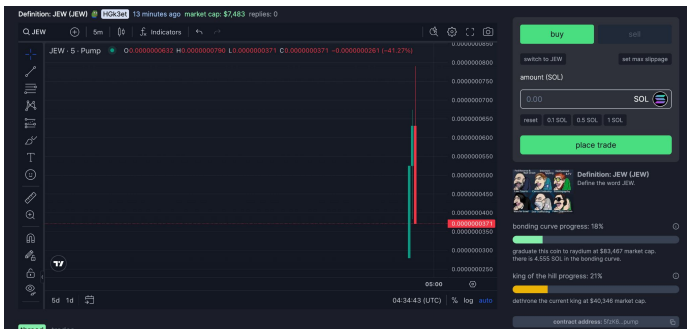 Definition: JEW (JEW) HGk3et 13 minutes ago market cap: $7,483 replies: 0
JEW 5m Indicators
JEW · 5 · Pump O0.0000000632 H0.0000000790 L0.0000000371 C0.0000000371 −0.0000000261 (−41.27%)
0.0000000850
0.0000000800
0.0000000750
0.0000000700
0.0000000650
0.0000000600
0.0000000550
0.0000000500
0.0000000450
0.0000000400
0.0000000371
0.0000000350
0.0000000300
0.0000000250
05:00
5d 1d 04:34:43 (UTC) % log auto
buy sell
switch to JEW set max slippage
amount (SOL)
0.00 SOL
reset 0.1 SOL 0.5 SOL 1 SOL
place trade
Definition: JEW (JEW)
Define the word JEW.
bonding curve progress: 18%
graduate this coin to raydium at $83,467 market cap.
there is 4.555 SOL in the bonding curve.
king of the hill progress: 21%
dethrone the current king at $40,346 market cap.
contract address: 5fzKB...pump